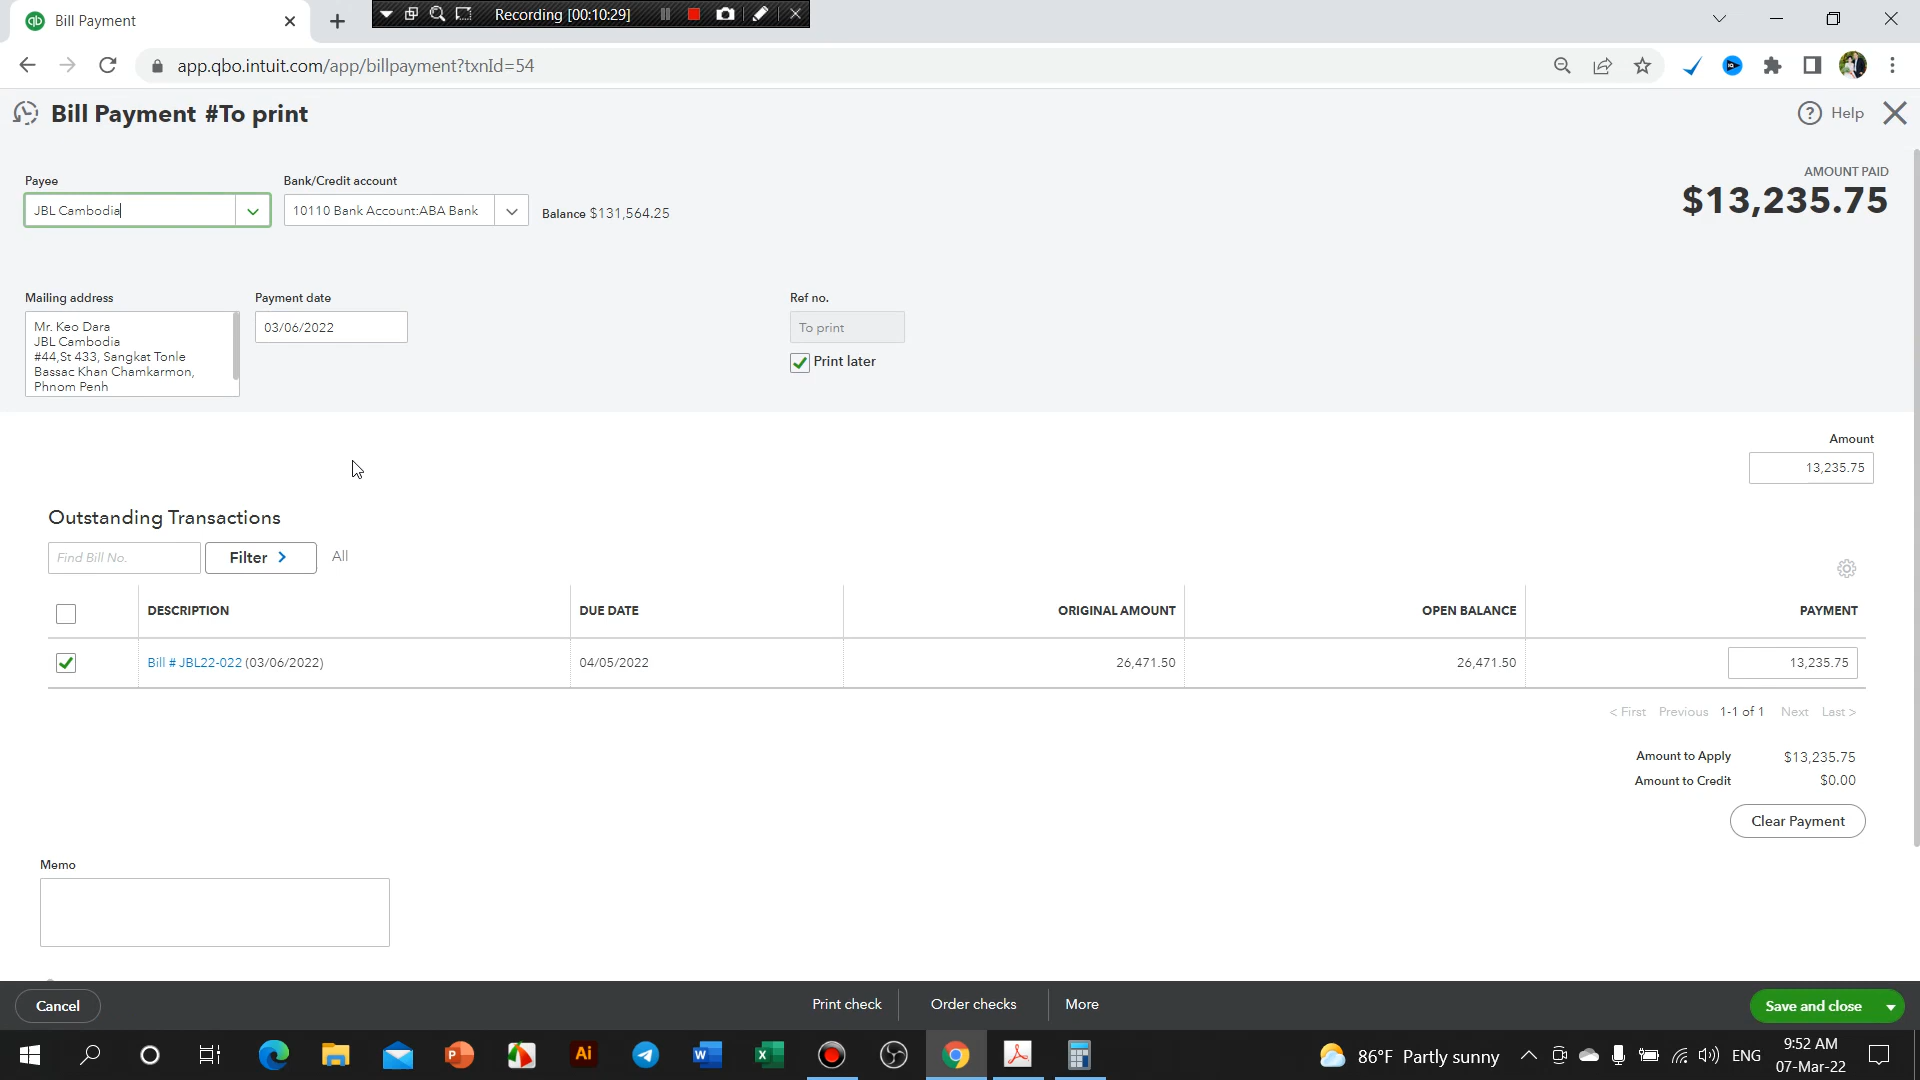 Bill Payment
Recording [00:10:29]
app.qbo.intuit.com/app/billpayment?txnId=54
Bill Payment #To print
Help
Payee
Bank/Credit account
AMOUNT PAID
JBL Cambodia
10110 Bank Account:ABA Bank
Balance $131,564.25
$13,235.75
Mailing address
Payment date
Ref no.
Mr. Keo Dara
JBL Cambodia
#44,St 433, Sangkat Tonle
Bassac Khan Chamkarmon,
Phnom Penh
03/06/2022
To print
Print later
Amount
13,235.75
Outstanding Transactions
Find Bill No.
Filter
All
DESCRIPTION DUE DATE ORIGINAL AMOUNT OPEN BALANCE PAYMENT
Bill # JBL22-022 (03/06/2022) 04/05/2022 26,471.50 26,471.50 13,235.75
< First Previous 1-1 of 1 Next Last >
Amount to Apply $13,235.75
Amount to Credit $0.00
Clear Payment
Memo
Cancel
Print check
Order checks
More
Save and close
86°F Partly sunny
ENG
9:52 AM
07-Mar-22